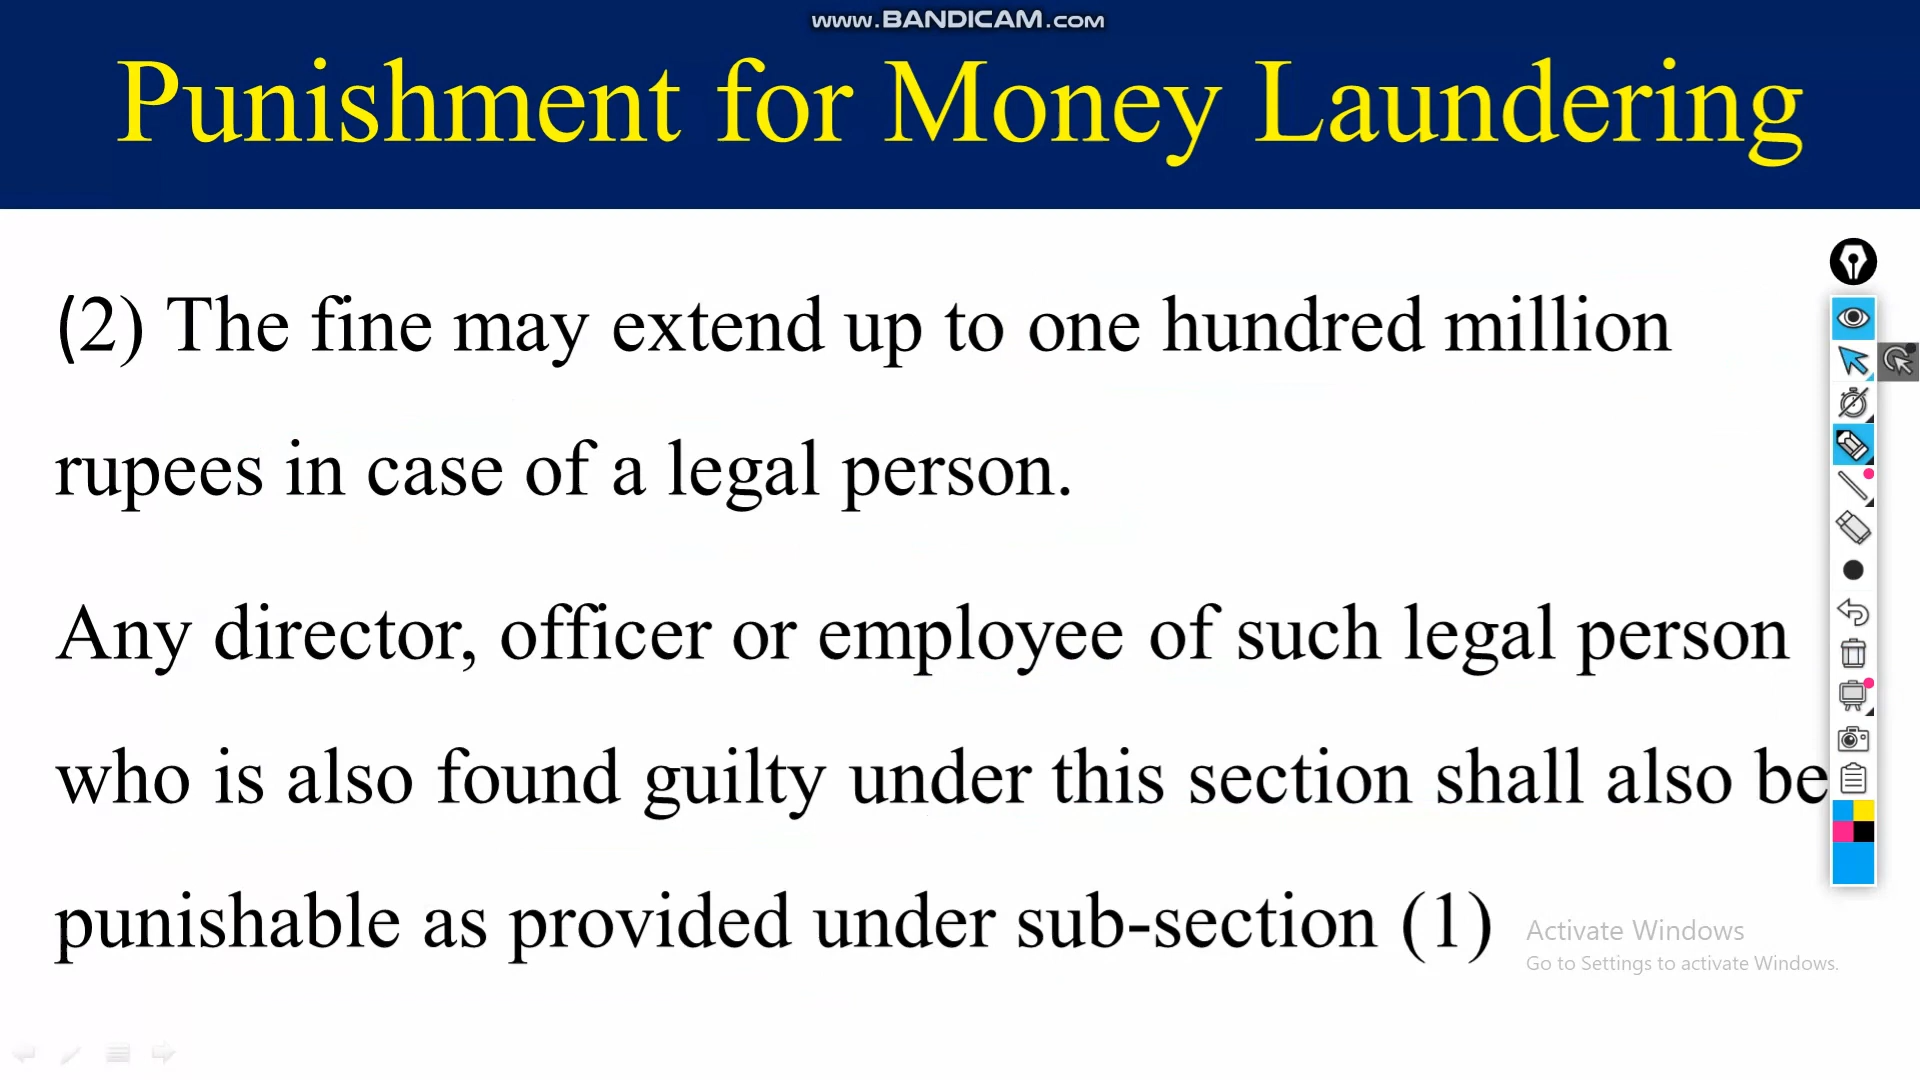 www.BANDICAM.com
Punishment for Money Laundering
(2) The fine may extend up to one hundred million
rupees in case of a legal person.
Any director, officer or employee of such legal person
who is also found guilty under this section shall also be
punishable as provided under sub-section (1)
Activate Windows
Go to Settings to activate Windows.